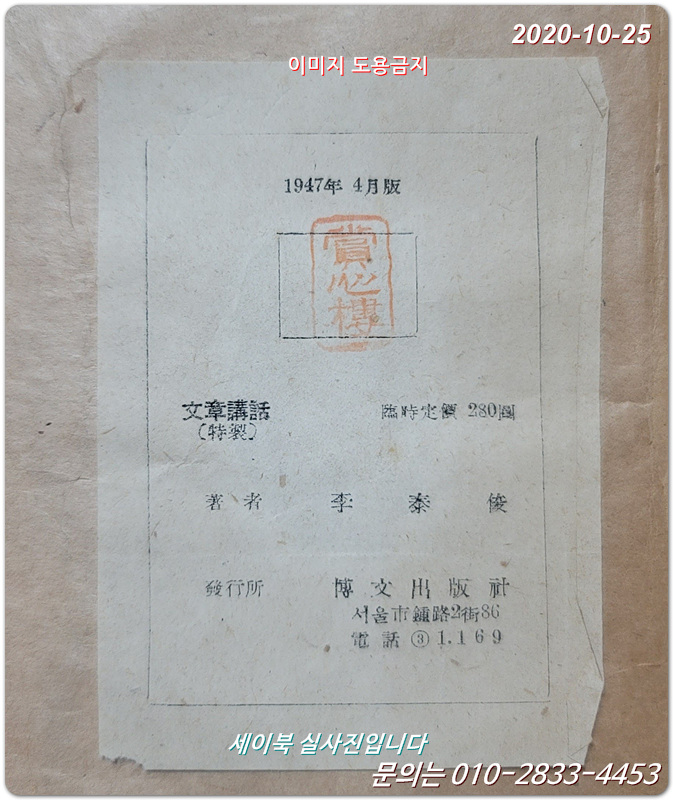 2020-10-25
이미지 도용금지
1947年 4月版
賞心樓
文章講話 臨時定價 280圓
(特製)
著者 李泰俊
發行所 博文出版社
서울市鍾路2街86
電話 ③ 1.169
세이북 실사진입니다
문의는 010-2833-4453